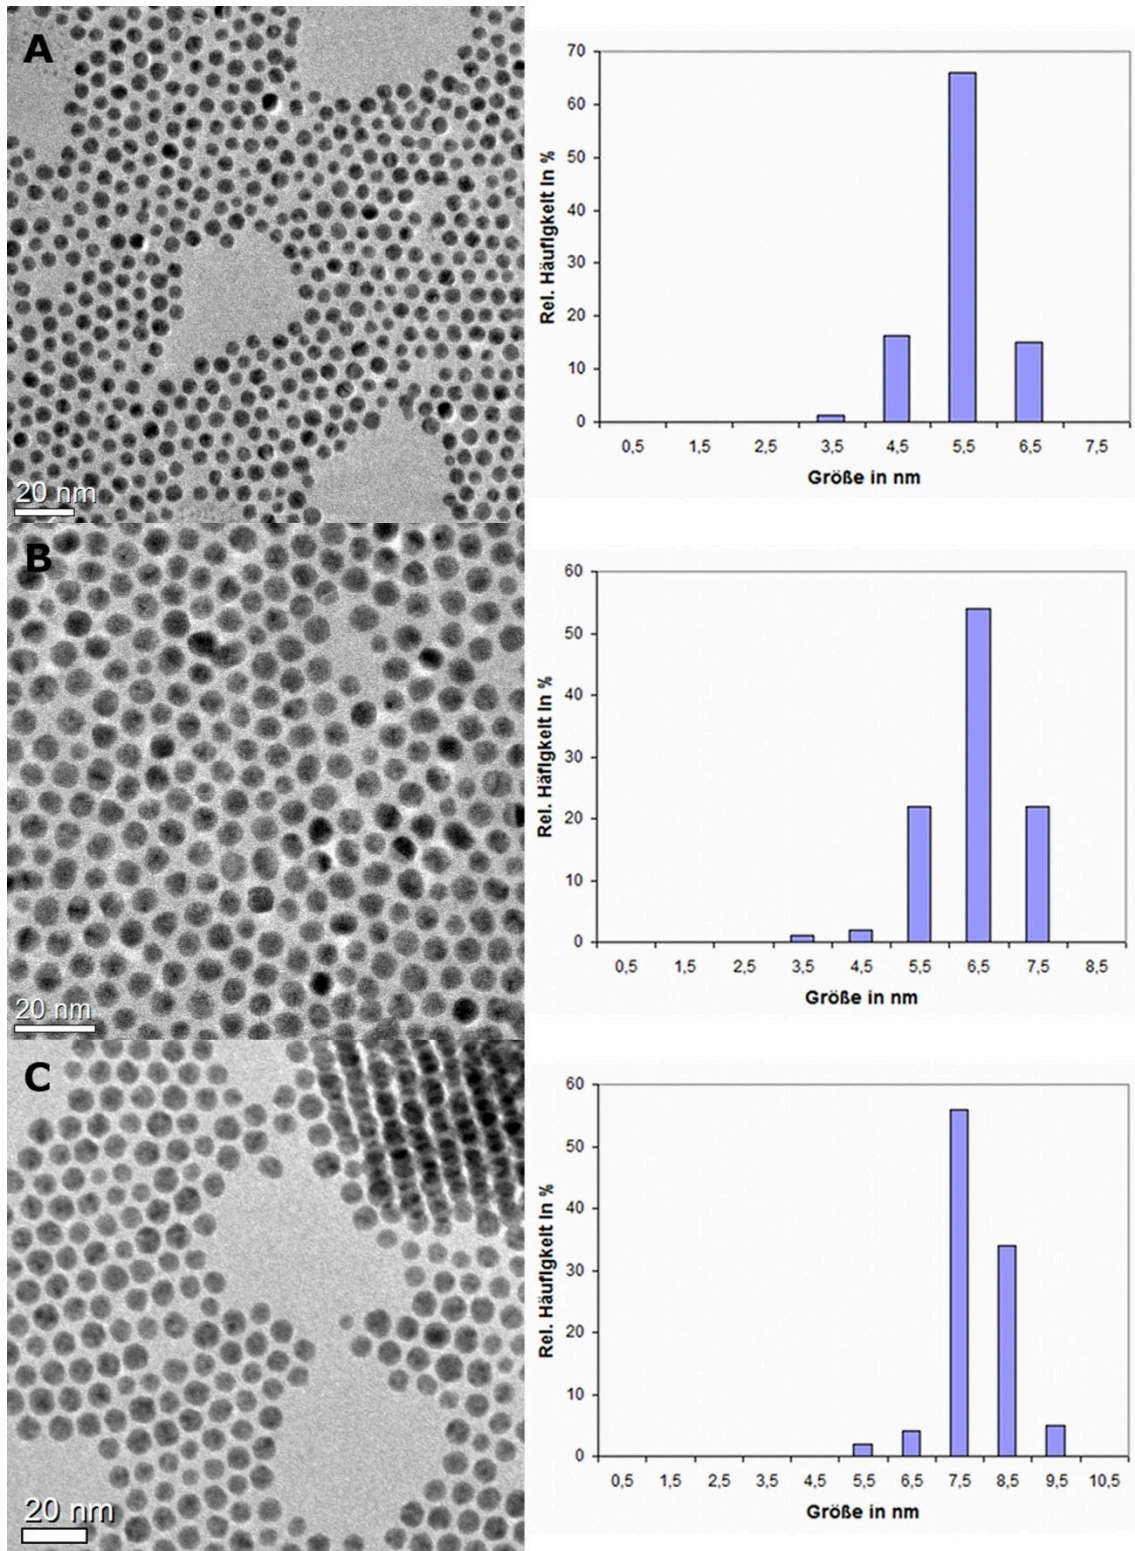 A
20 nm
70
60
50
40
30
20
10
0
Rel. Häufigkeit in %
0,5 1,5 2,5 3,5 4,5 5,5 6,5 7,5
Größe in nm
B
20 nm
60
50
40
30
20
10
0
Rel. Häfigkeit in %
0,5 1,5 2,5 3,5 4,5 5,5 6,5 7,5 8,5
Größe in nm
C
20 nm
60
50
40
30
20
10
0
Rel. Häufigkeit in %
0,5 1,5 2,5 3,5 4,5 5,5 6,5 7,5 8,5 9,5 10,5
Größe in nm